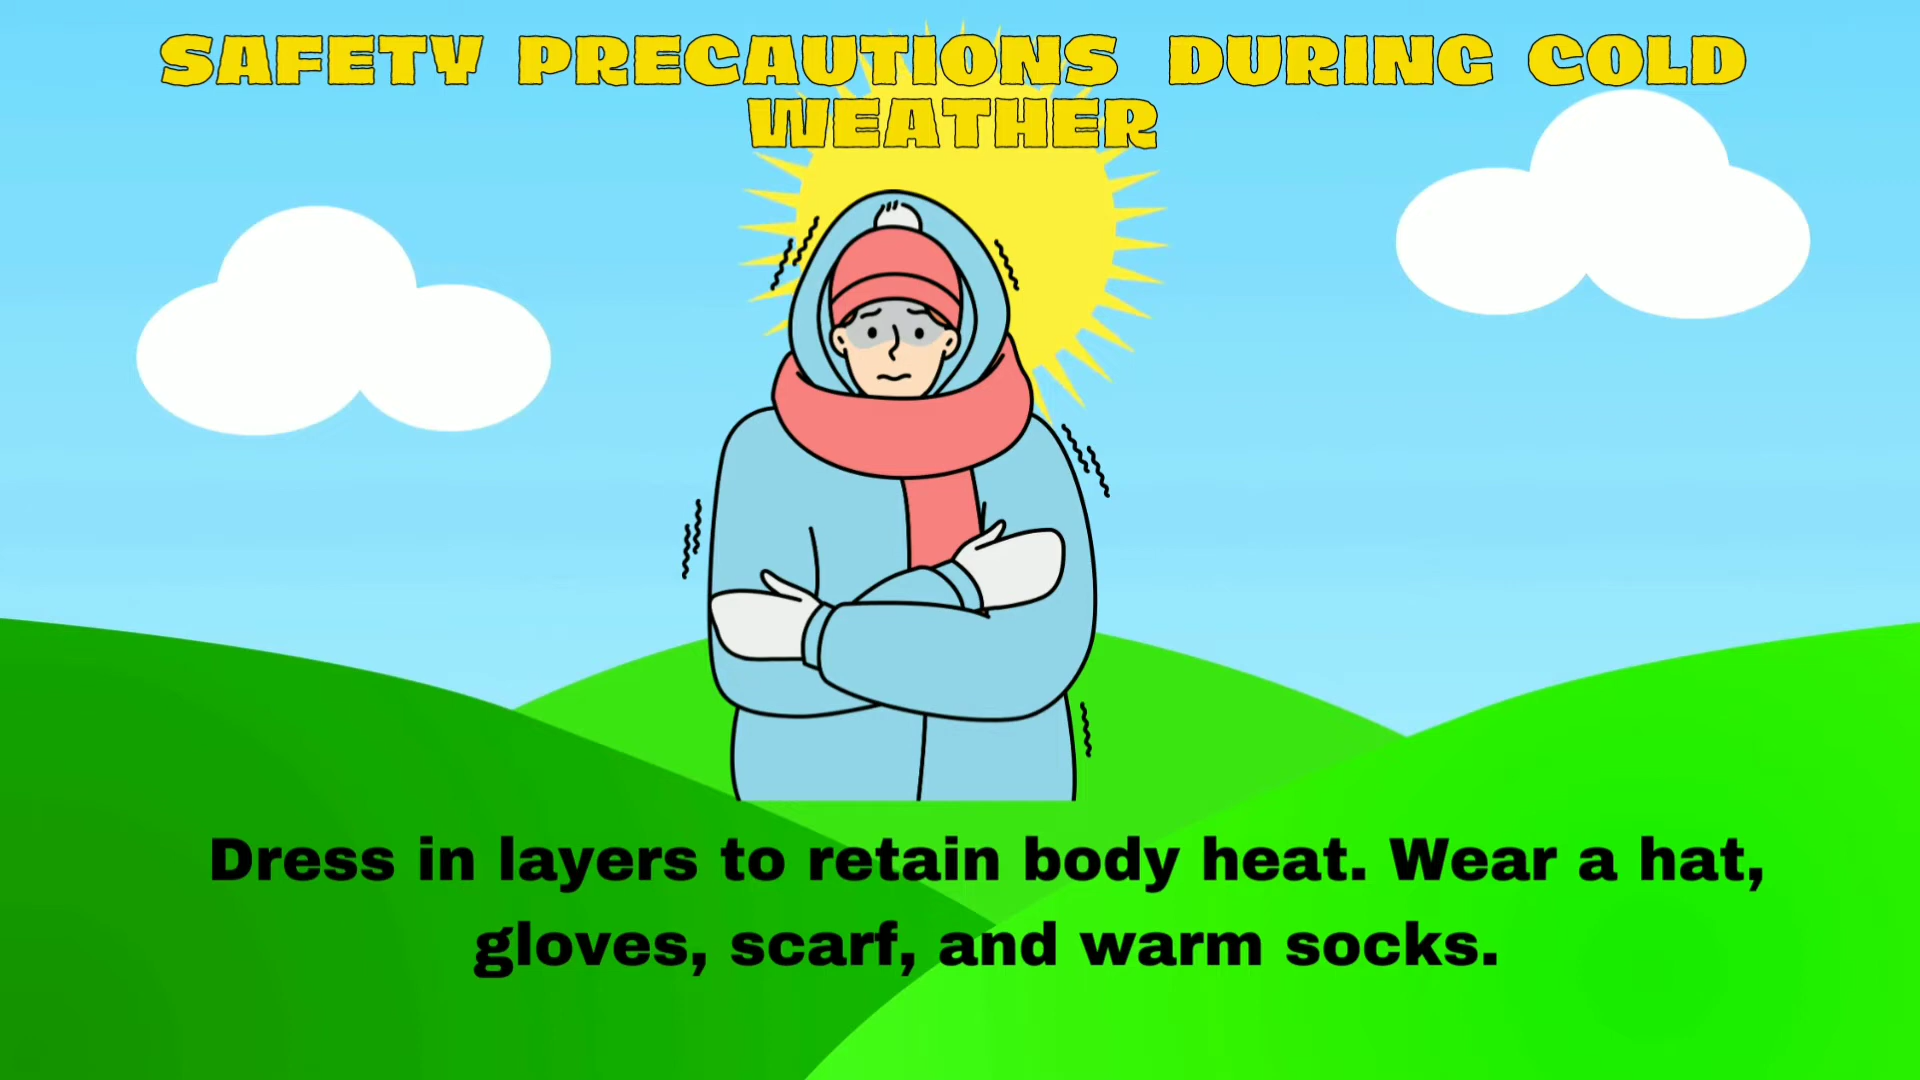 SAFETY PRECAUTIONS DURING COLD
WEATHER
Dress in layers to retain body heat. Wear a hat,
gloves, scarf, and warm socks.